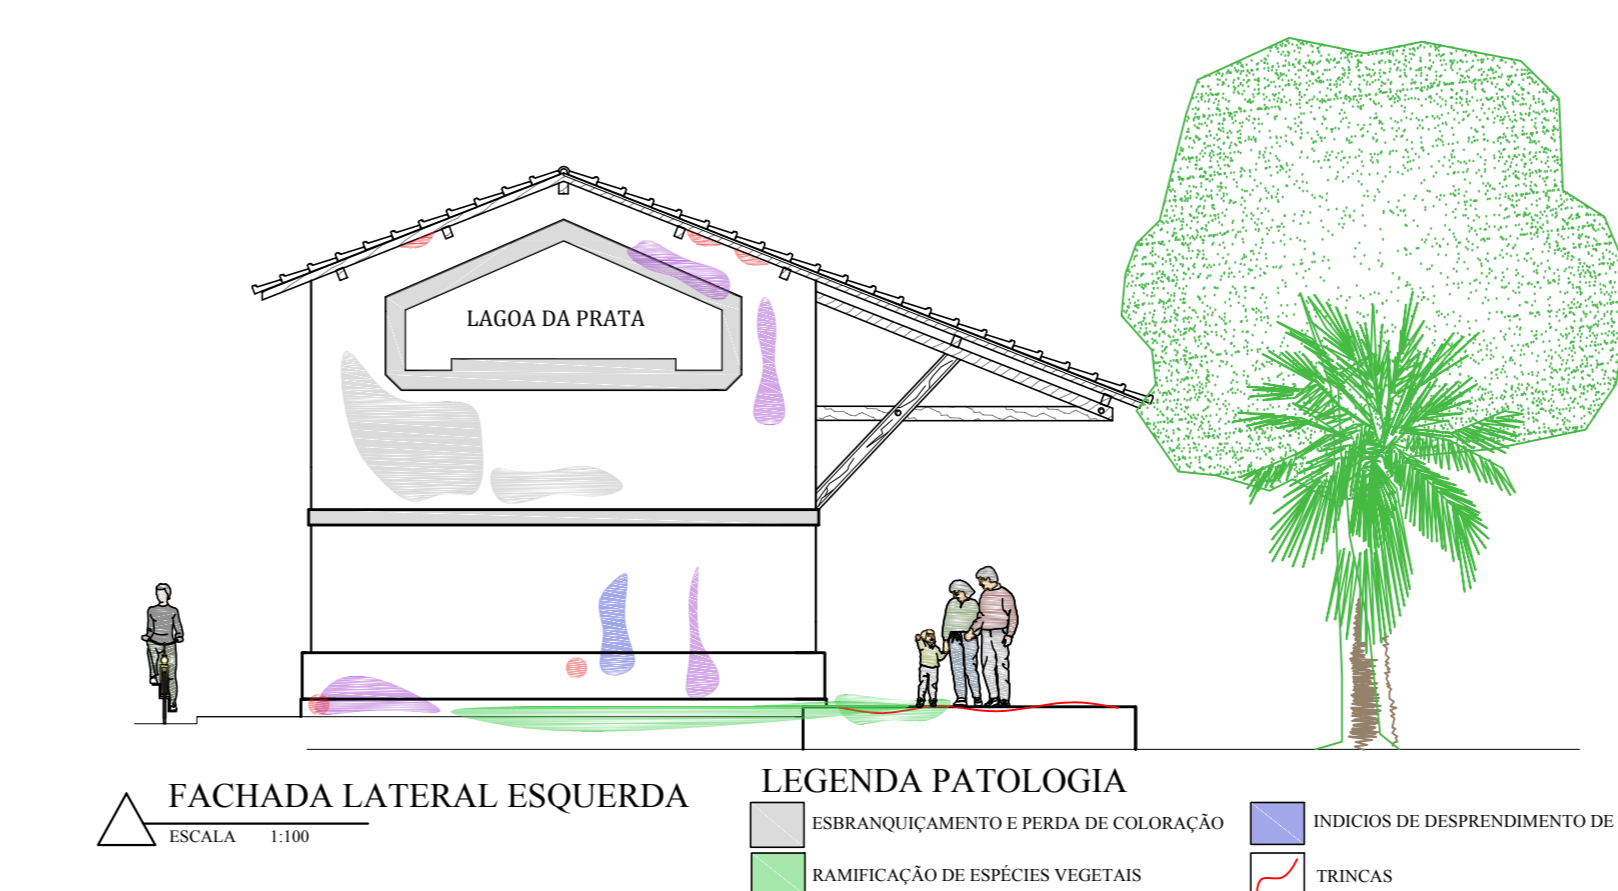 LAGOA DA PRATA
FACHADA LATERAL ESQUERDA
ESCALA 1:100
LEGENDA PATOLOGIA
ESBRANQUIÇAMENTO E PERDA DE COLORAÇÃO
INDICIOS DE DESPRENDIMENTO DE
RAMIFICAÇÃO DE ESPÉCIES VEGETAIS
TRINCAS